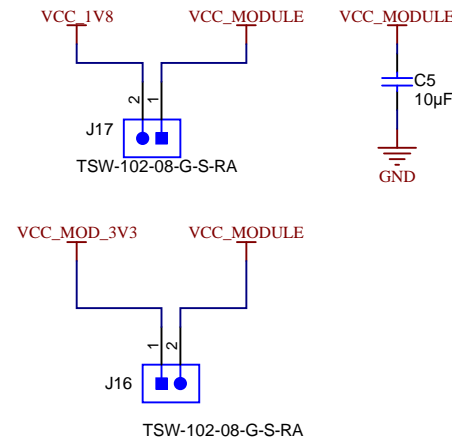 VCC_1V8
VCC_MODULE
VCC_MODULE
2
1
C5
10µF
J17
TSW-102-08-G-S-RA
GND
VCC_MOD_3V3
VCC_MODULE
1
2
J16
TSW-102-08-G-S-RA